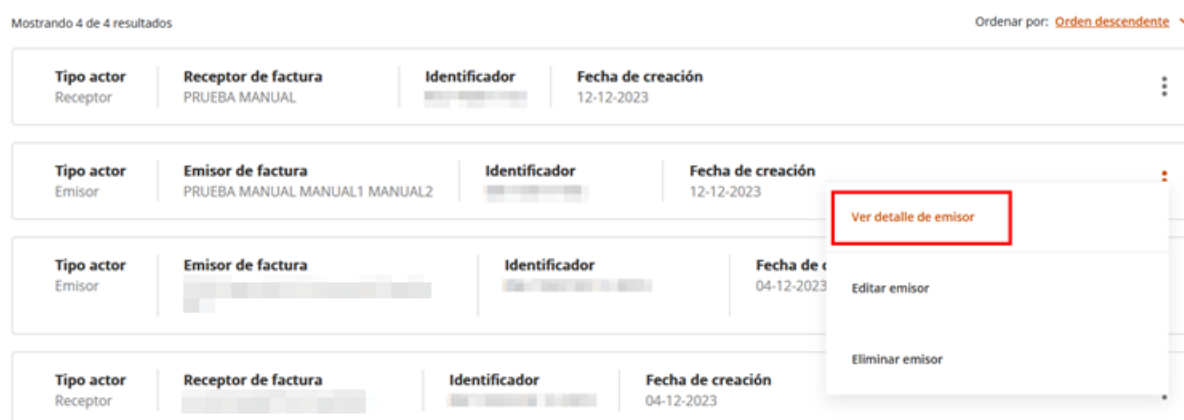 Mostrando 4 de 4 resultados
Ordenar por: Orden descendente
Tipo actor Receptor de factura Identificador Fecha de creación
Receptor PRUEBA MANUAL 12-12-2023
Tipo actor Emisor de factura Identificador Fecha de creación
Emisor PRUEBA MANUAL MANUAL1 MANUAL2 12-12-2023
Ver detalle de emisor
Tipo actor Emisor de factura Identificador Fecha de
Emisor 04-12-2023
Editar emisor
Eliminar emisor
Tipo actor Receptor de factura Identificador Fecha de creación
Receptor 04-12-2023